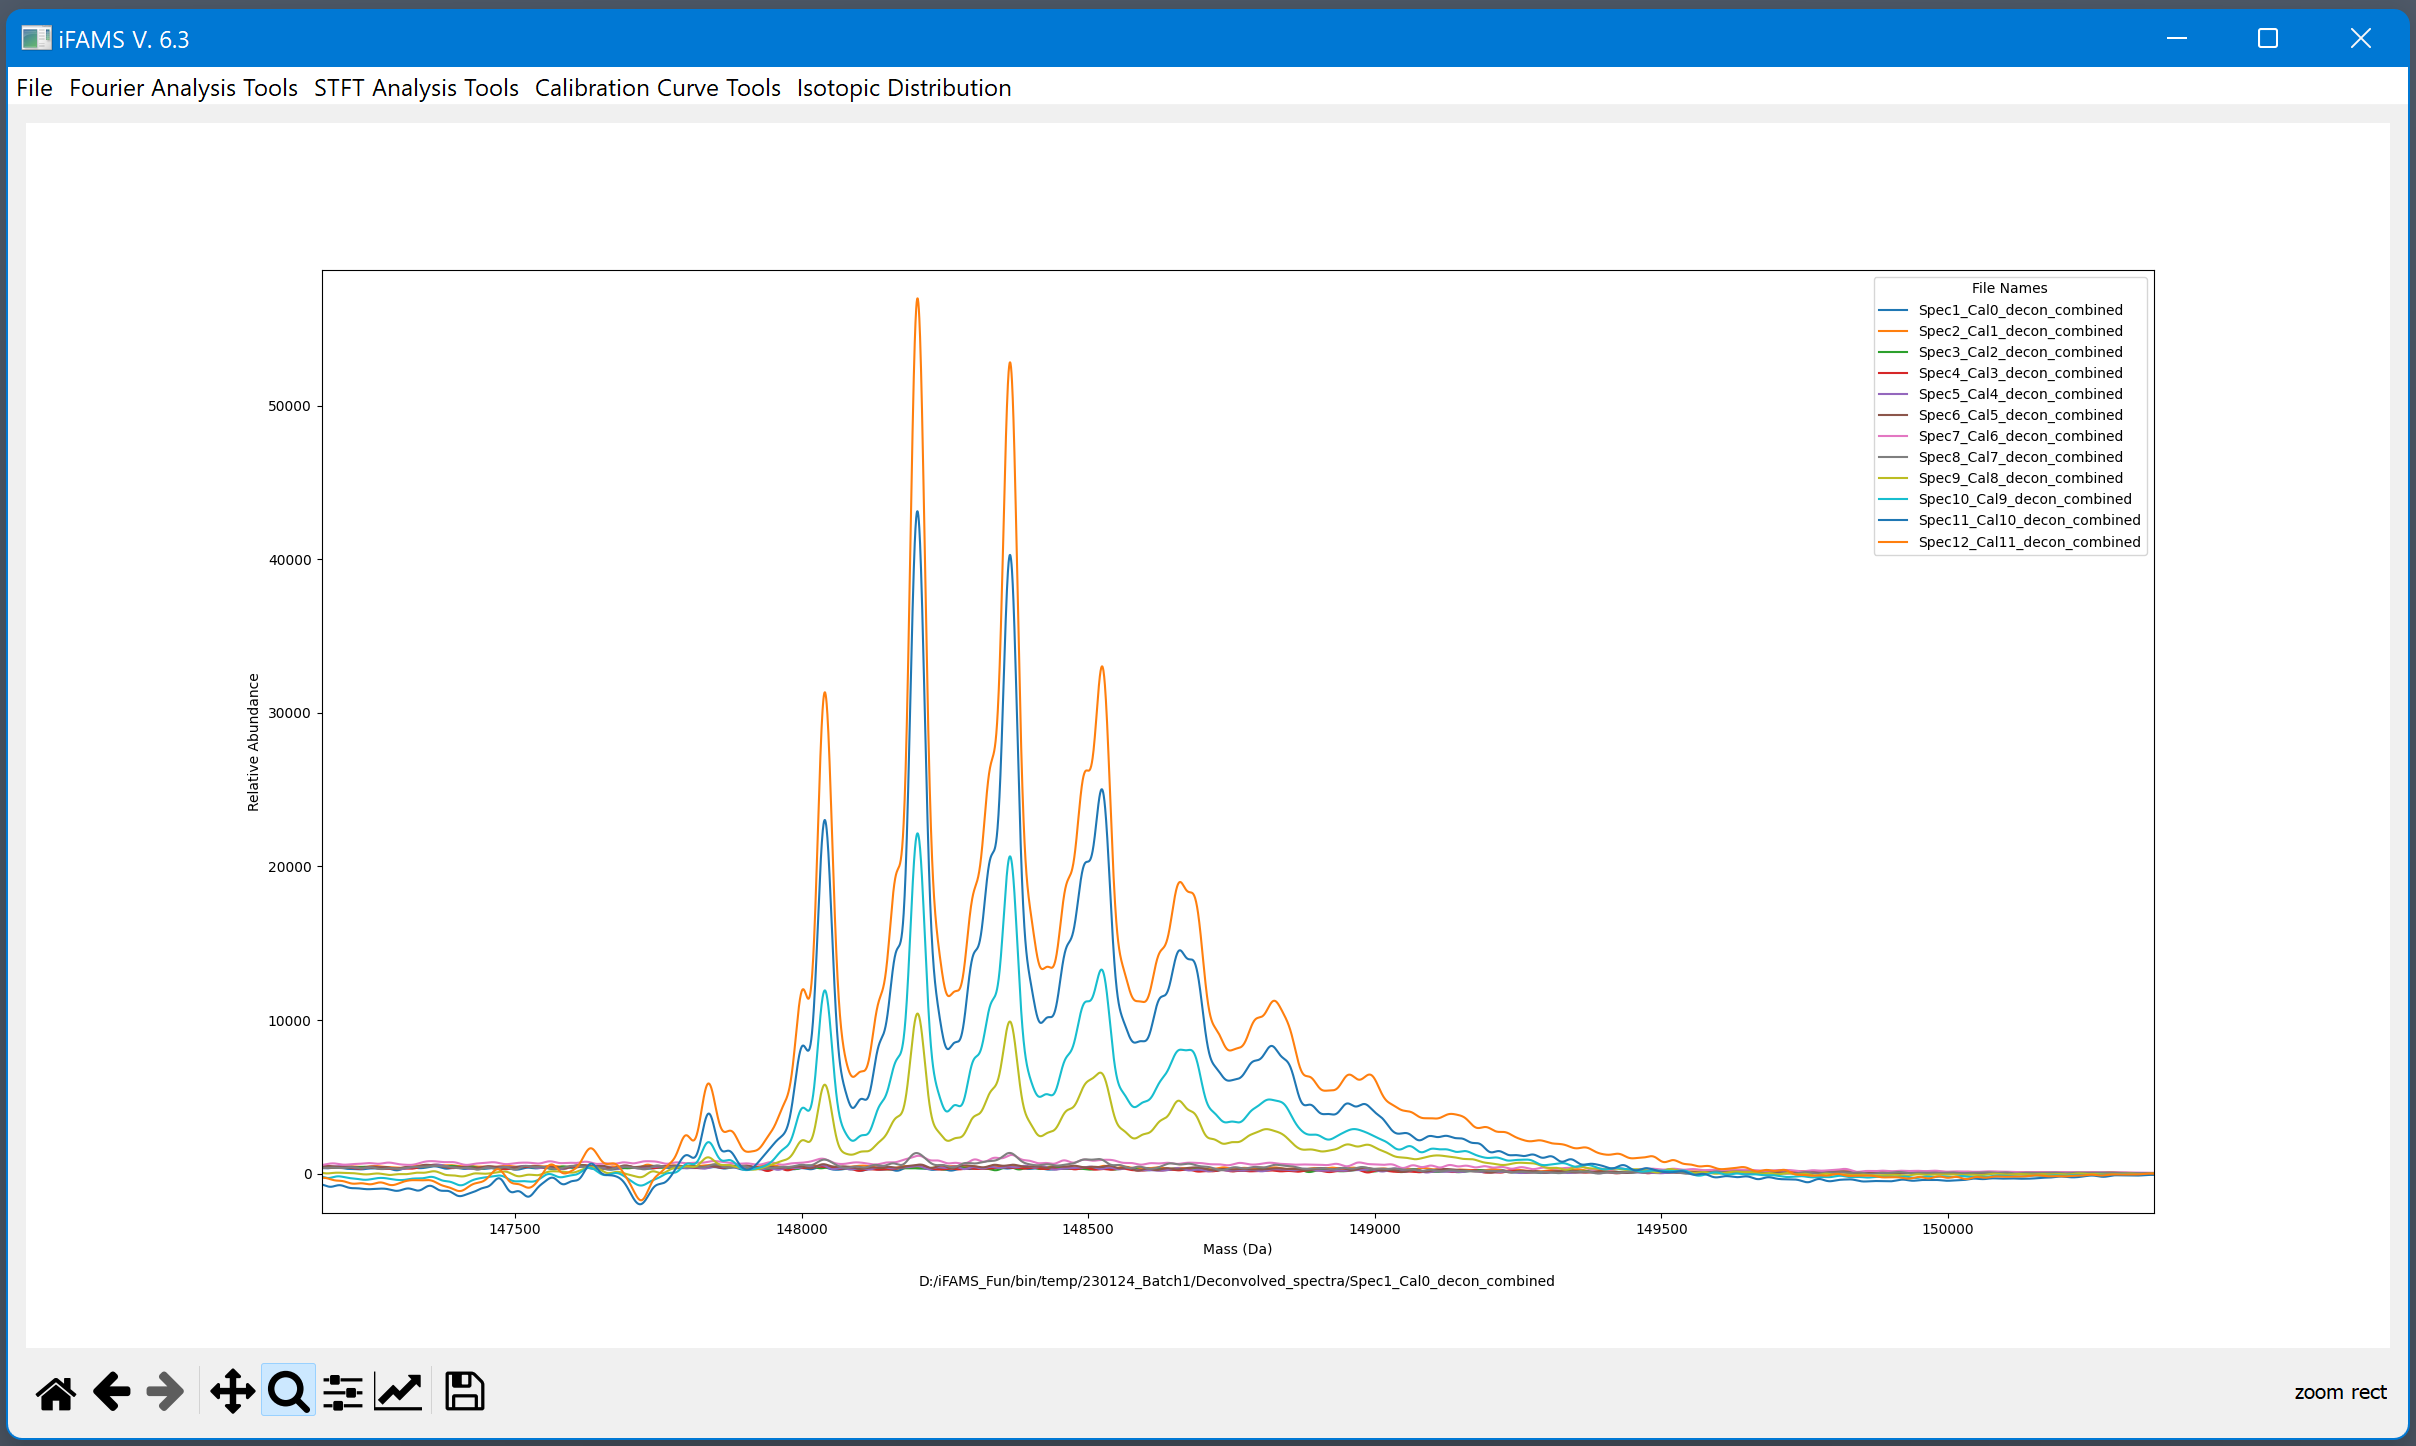 iFAMS V. 6.3
File Fourier Analysis Tools STFT Analysis Tools Calibration Curve Tools Isotopic Distribution
File Names
Spec1_Cal0_decon_combined
Spec2_Cal1_decon_combined
Spec3_Cal2_decon_combined
Spec4_Cal3_decon_combined
Spec5_Cal4_decon_combined
Spec6_Cal5_decon_combined
Spec7_Cal6_decon_combined
Spec8_Cal7_decon_combined
Spec9_Cal8_decon_combined
Spec10_Cal9_decon_combined
Spec11_Cal10_decon_combined
Spec12_Cal11_decon_combined
50000
40000
30000
20000
10000
0
Relative Abundance
147500 148000 148500 149000 149500 150000
Mass (Da)
D:/iFAMS_Fun/bin/temp/230124_Batch1/Deconvolved_spectra/Spec1_Cal0_decon_combined
zoom rect